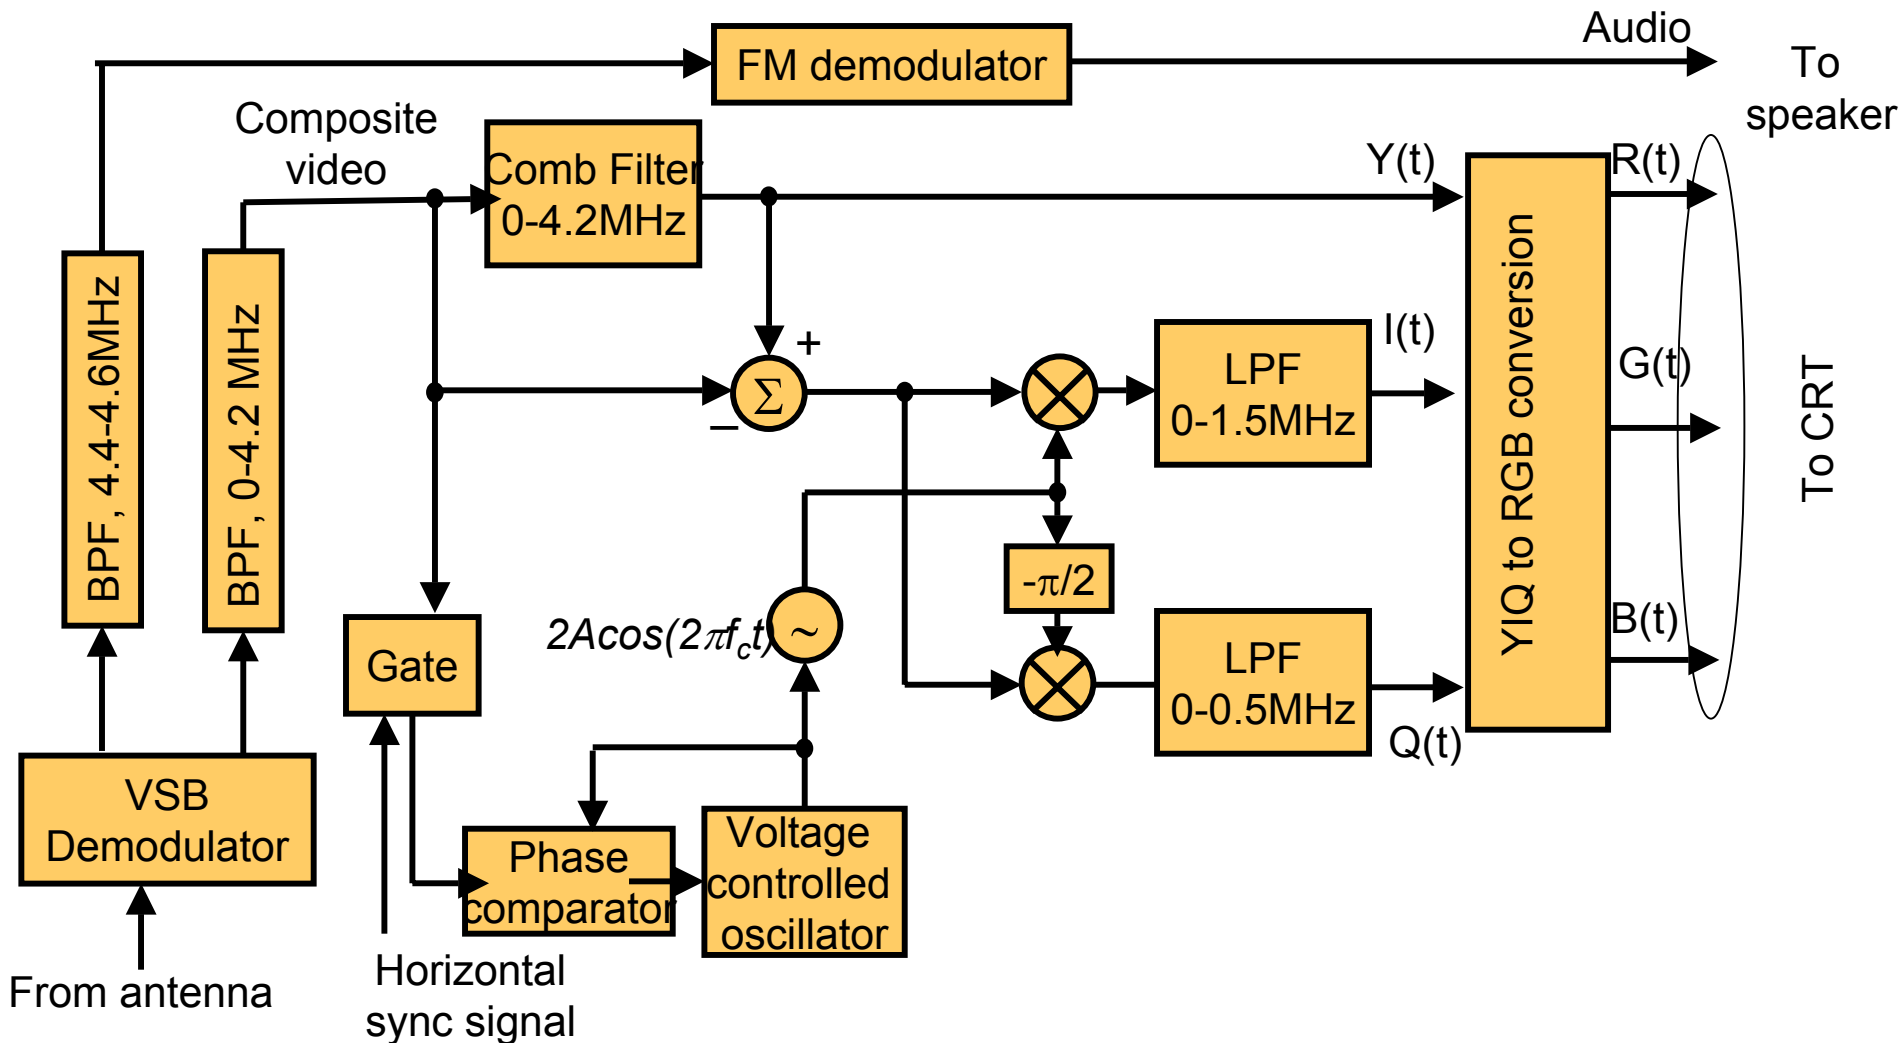 Audio
FM demodulator
To
speaker
Composite
video
Comb Filter
0-4.2MHz
Y(t)
R(t)
BPF, 4.4-4.6MHz
BPF, 0-4.2 MHz
YIQ to RGB conversion
+
Σ
–
LPF
0-1.5MHz
I(t)
G(t)
To CRT
-π/2
2Acos(2πf_ct)
~
Gate
LPF
0-0.5MHz
B(t)
Q(t)
VSB
Demodulator
Phase
comparator
Voltage
controlled
oscillator
From antenna
Horizontal
sync signal